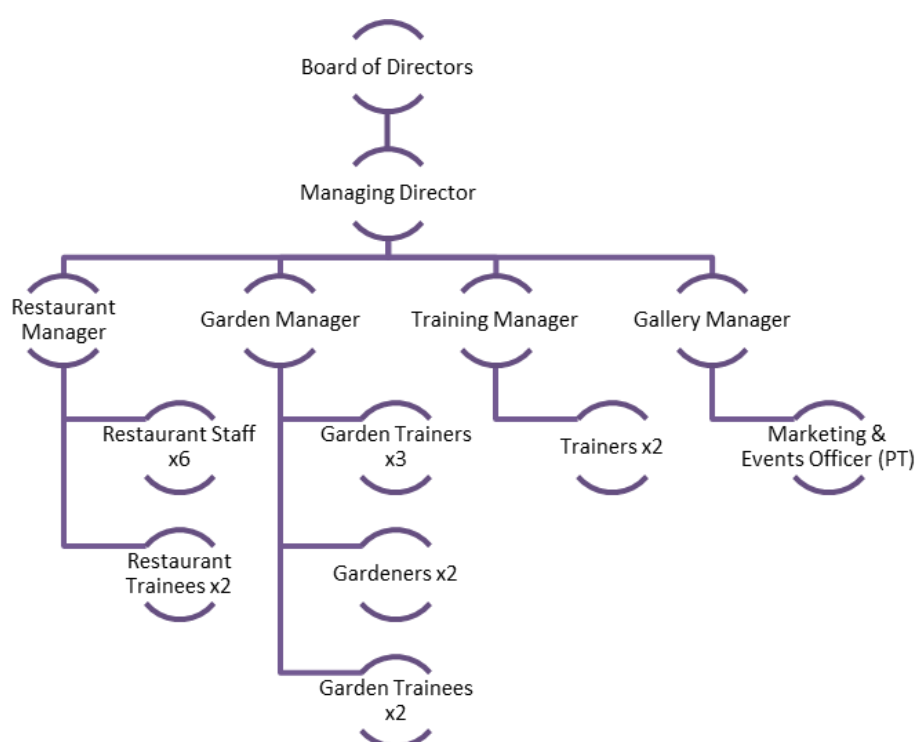 Board of Directors
Managing Director
Restaurant
Manager
Garden Manager
Training Manager
Gallery Manager
Restaurant Staff
x6
Garden Trainers
x3
Trainers x2
Marketing &
Events Officer (PT)
Restaurant
Trainees x2
Gardeners x2
Garden Trainees
x2